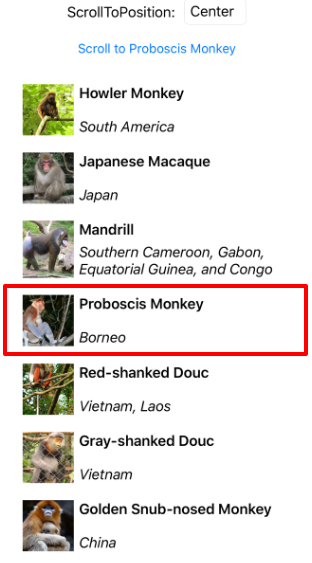 ScrollToPosition: Center
Scroll to Proboscis Monkey
Howler Monkey
South America
Japanese Macaque
Japan
Mandrill
Southern Cameroon, Gabon,
Equatorial Guinea, and Congo
Proboscis Monkey
Borneo
Red-shanked Douc
Vietnam, Laos
Gray-shanked Douc
Vietnam
Golden Snub-nosed Monkey
China